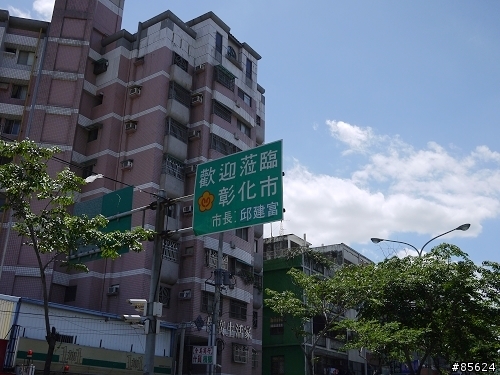 歡迎蒞臨
彰化市
市長 邱建富
#85624